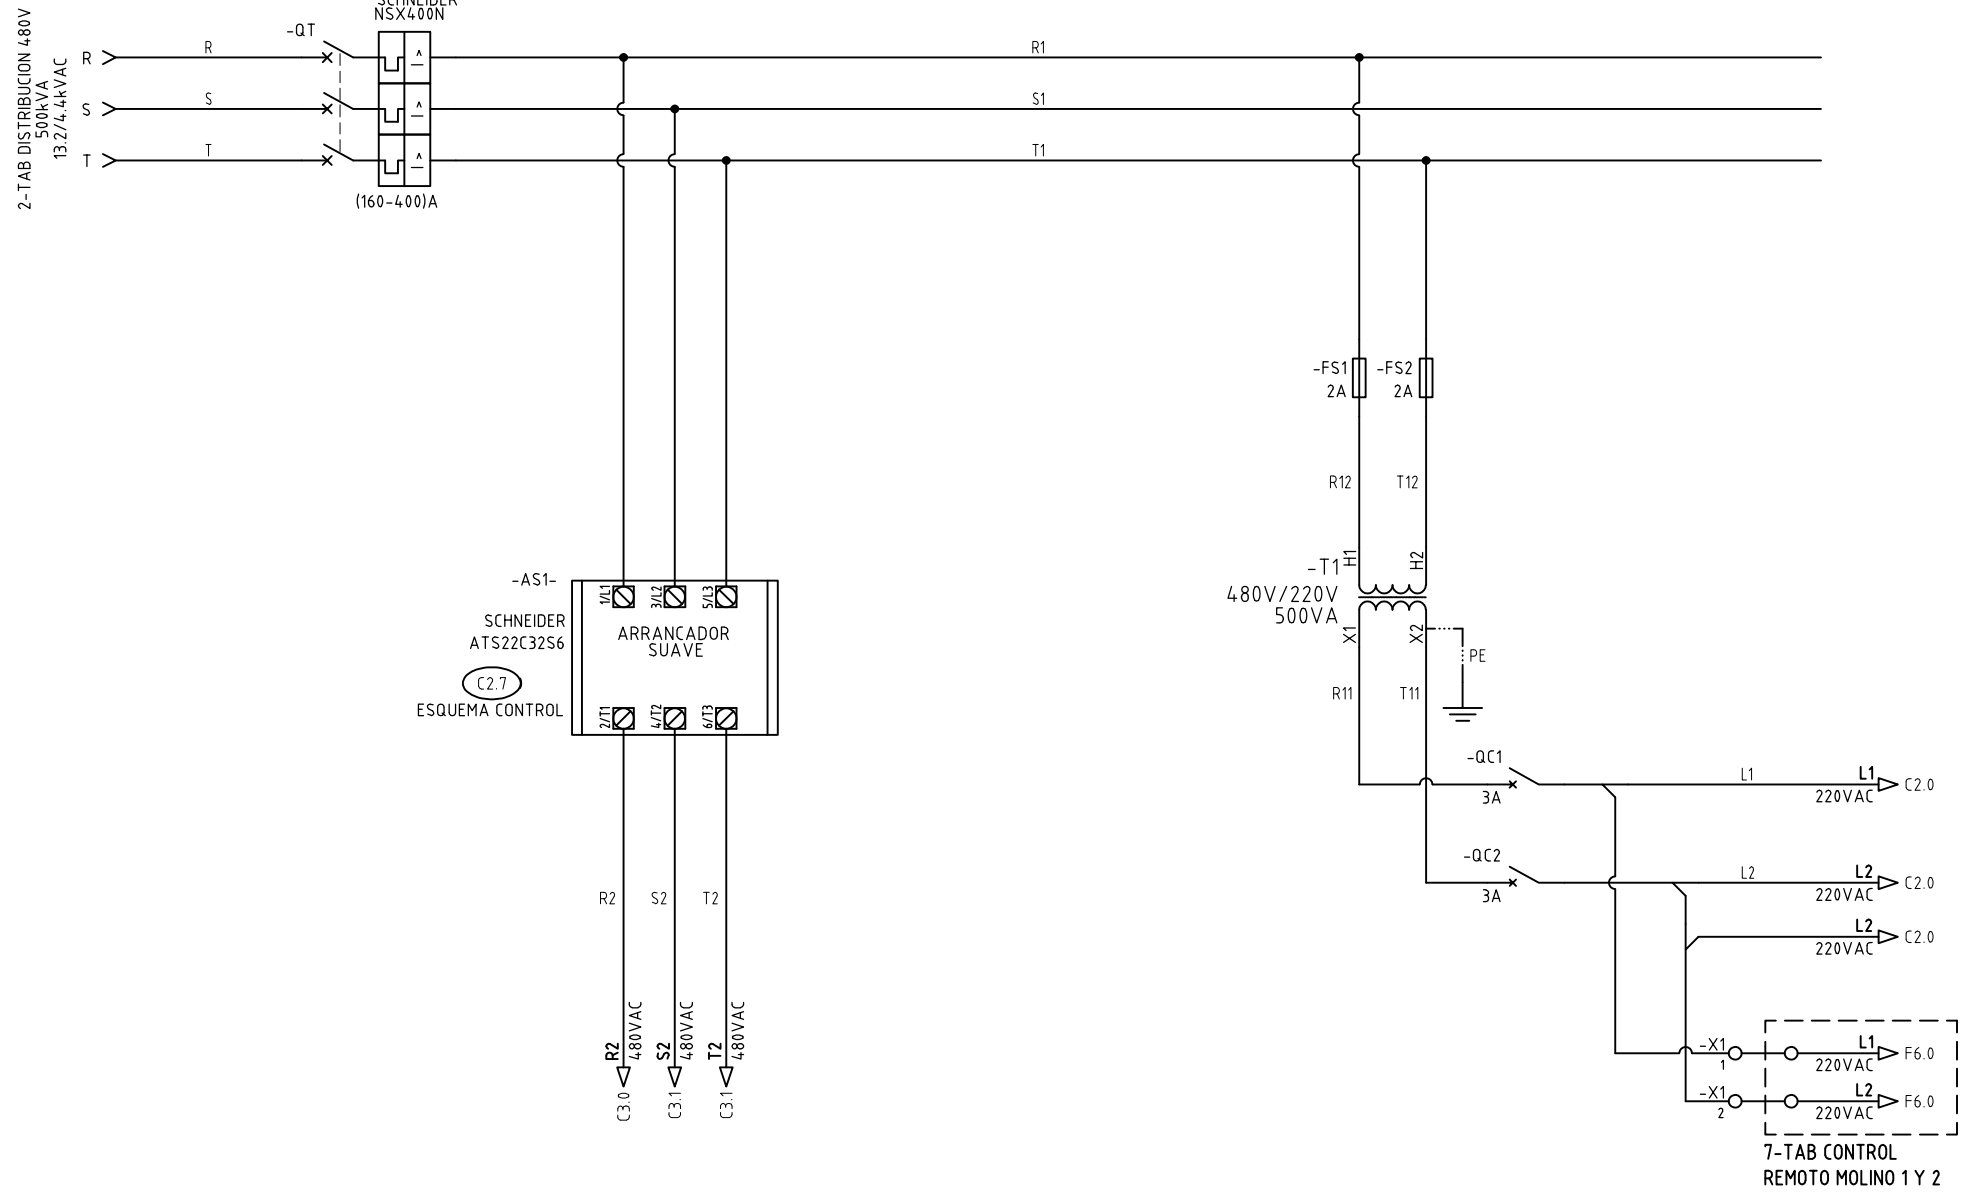 SCHNEIDER
NSX400N
-QT
2-TAB DISTRIBUCION 480V
500kVA
13.2/4.4kVAC
R
R
R1
S
S
S1
T
T
T1
(160-400)A
-FS1
2A
-FS2
2A
R12
T12
H1
H2
-T1
480V/220V
500VA
X1
X2
PE
R11
T11
-AS1-
SCHNEIDER
ATS22C32S6
C2.7
ESQUEMA CONTROL
1/L1
3/L2
5/L3
ARRANCADOR
SUAVE
2/T1
4/T2
6/T3
R2
S2
T2
R2
480VAC
C3.0
S2
480VAC
C3.1
T2
480VAC
C3.1
-QC1
3A
L1
L1
220VAC
C2.0
-QC2
3A
L2
L2
220VAC
C2.0
L2
220VAC
C2.0
-X1
1
L1
220VAC
F6.0
-X1
2
L2
220VAC
F6.0
7-TAB CONTROL
REMOTO MOLINO 1 Y 2